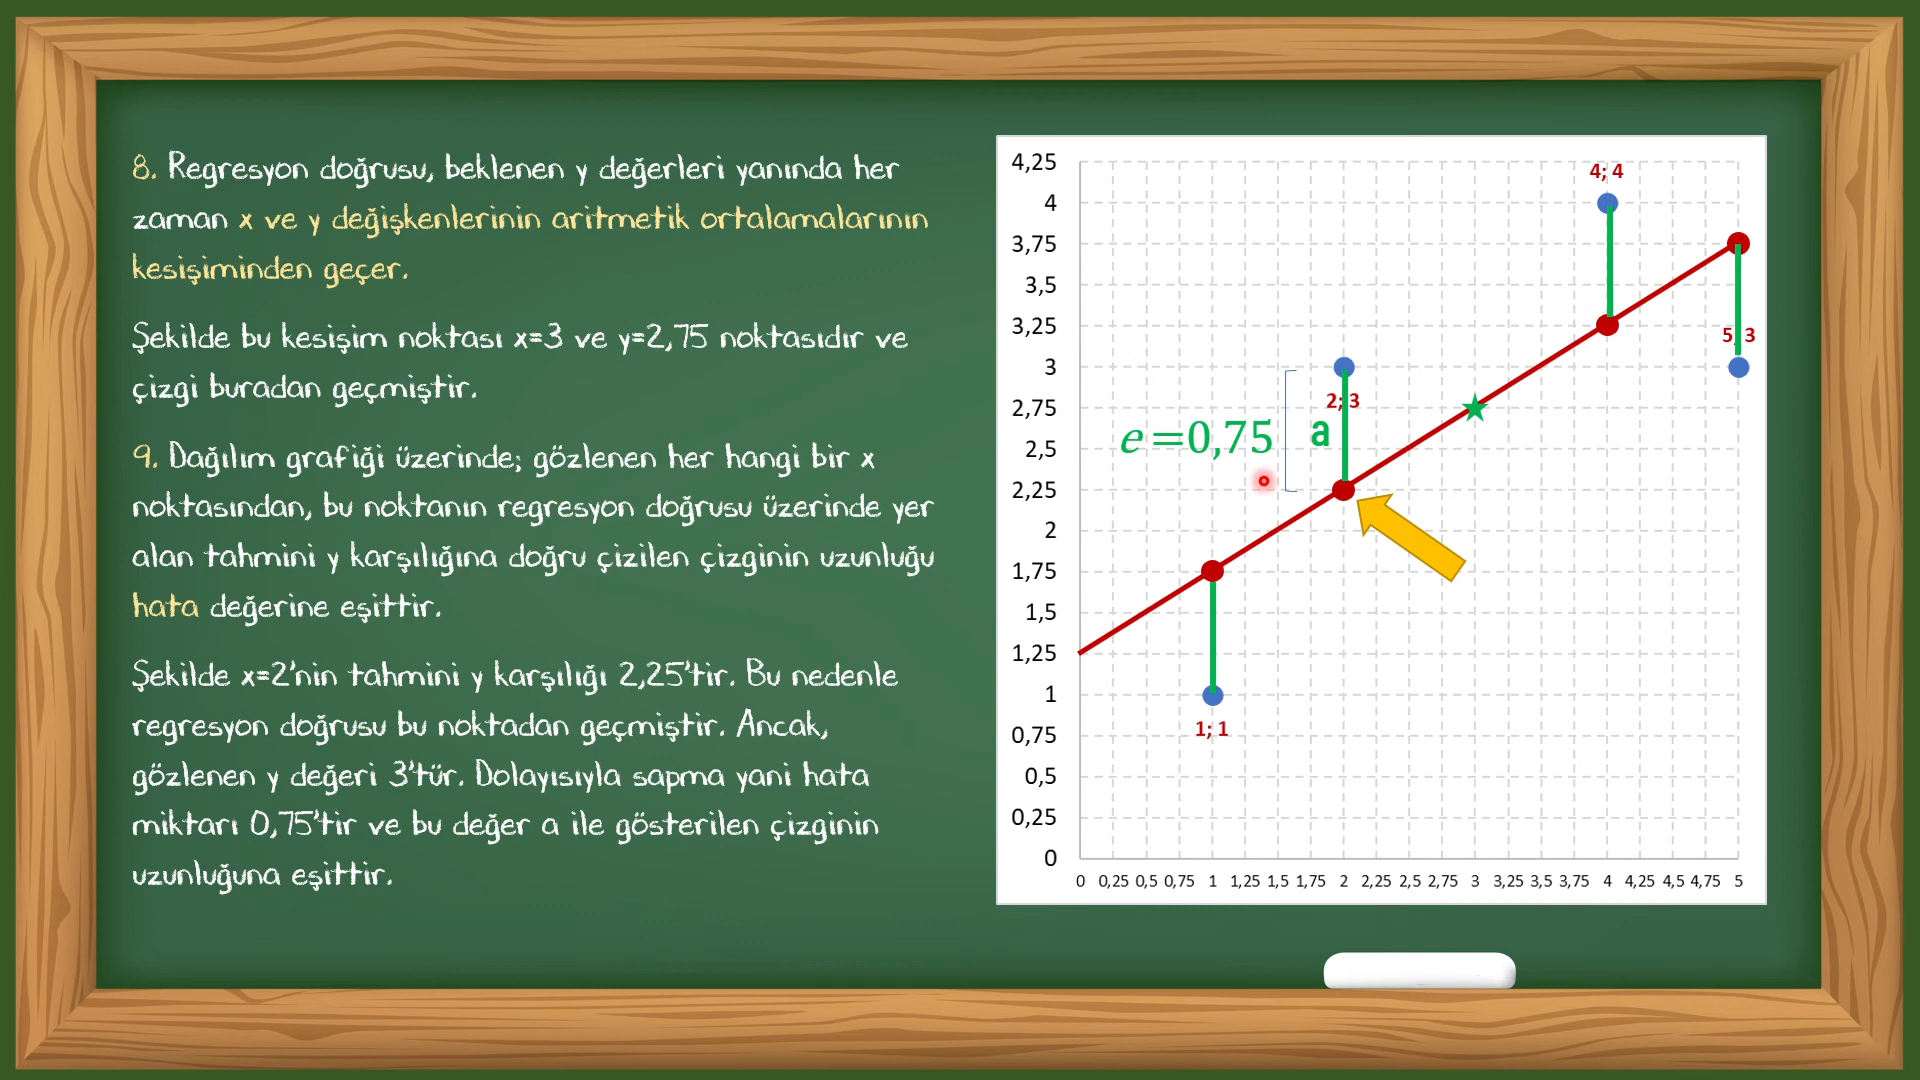 8. Regresyon doğrusu, beklenen y değerleri yanında her
zaman x ve y değişkenlerinin aritmetik ortalamalarının
kesişiminden geçer.
Şekilde bu kesişim noktası x=3 ve y=2,75 noktasıdır ve
çizgi buradan geçmiştir.
9. Dağılım grafiği üzerinde; gözlenen her hangi bir x
noktasından, bu noktanın regresyon doğrusu üzerinde yer
alan tahmini y karşılığına doğru çizilen çizginin uzunluğu
hata değerine eşittir.
Şekilde x=2'nin tahmini y karşılığı 2,25'tir. Bu nedenle
regresyon doğrusu bu noktadan geçmiştir. Ancak,
gözlenen y değeri 3'tür. Dolayısıyla sapma yani hata
miktarı 0,75'tir ve bu değer a ile gösterilen çizginin
uzunluğuna eşittir.
4,25
4
3,75
3,5
3,25
3
2,75
2,5
2,25
2
1,75
1,5
1,25
1
0,75
0,5
0,25
0
0 0,25 0,5 0,75 1 1,25 1,5 1,75 2 2,25 2,5 2,75 3 3,25 3,5 3,75 4 4,25 4,5 4,75 5
4; 4
5; 3
2; 3
e=0,75
a
1; 1